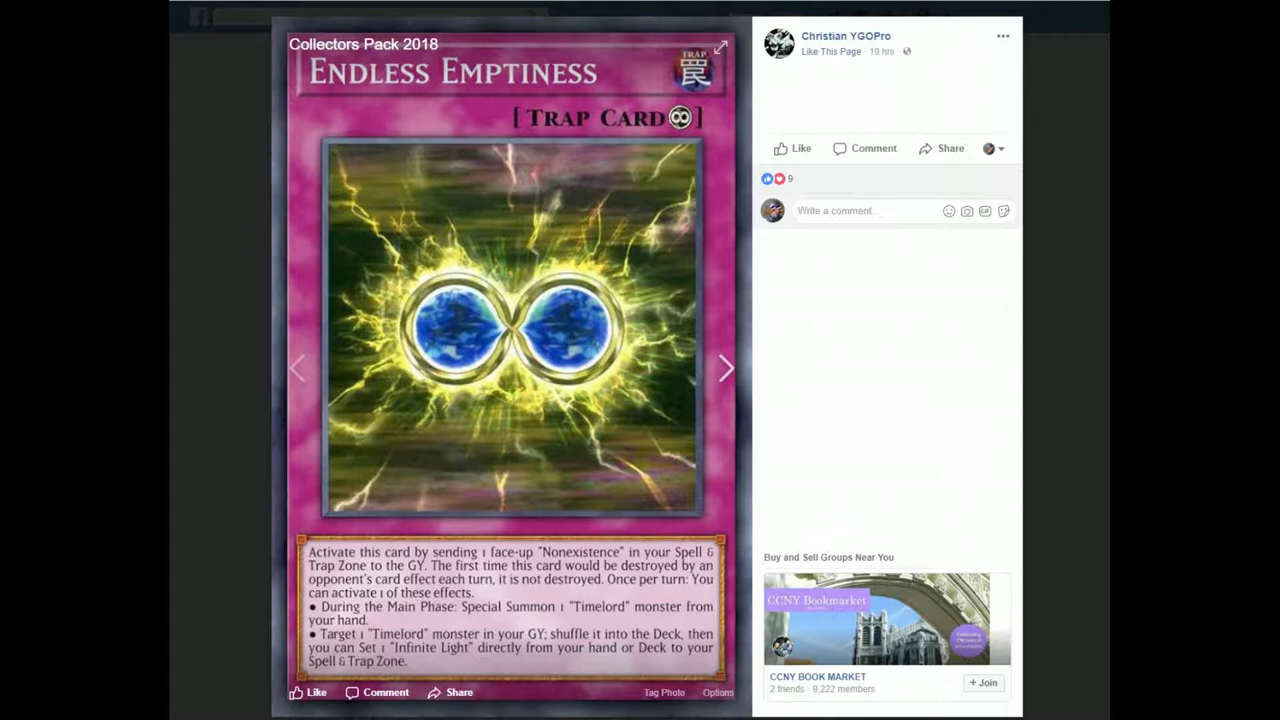 Collectors Pack 2018
ENDLESS EMPTINESS
TRAP
罠
[ TRAP CARD ]
Activate this card by sending 1 face-up "Nonexistence" in your Spell &
Trap Zone to the GY. The first time this card would be destroyed by an
opponent's card effect each turn, it is not destroyed. Once per turn: You
can activate 1 of these effects.
● During the Main Phase: Special Summon 1 "Timelord" monster from
your hand.
● Target 1 "Timelord" monster in your GY; shuffle it into the Deck, then
you can Set 1 "Infinite Light" directly from your hand or Deck to your
Spell & Trap Zone.
Like Comment Share
Tag Photo Options
Christian YGOPro
Like This Page · 19 hrs ·
Like Comment Share
9
Write a comment...
GIF
Buy and Sell Groups Near You
CCNY Bookmarket
CCNY BOOK MARKET
2 friends · 9,222 members
+ Join